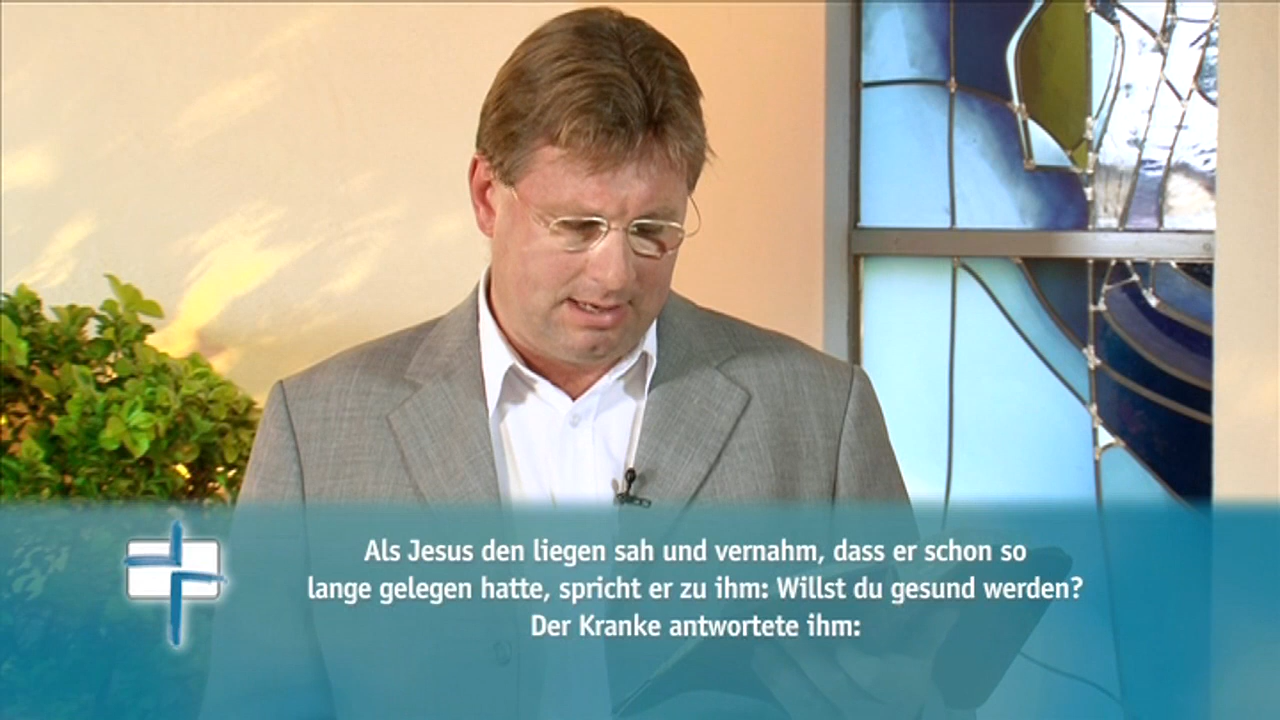 Als Jesus den liegen sah und vernahm, dass er schon so
lange gelegen hatte, spricht er zu ihm: Willst du gesund werden?
Der Kranke antwortete ihm: